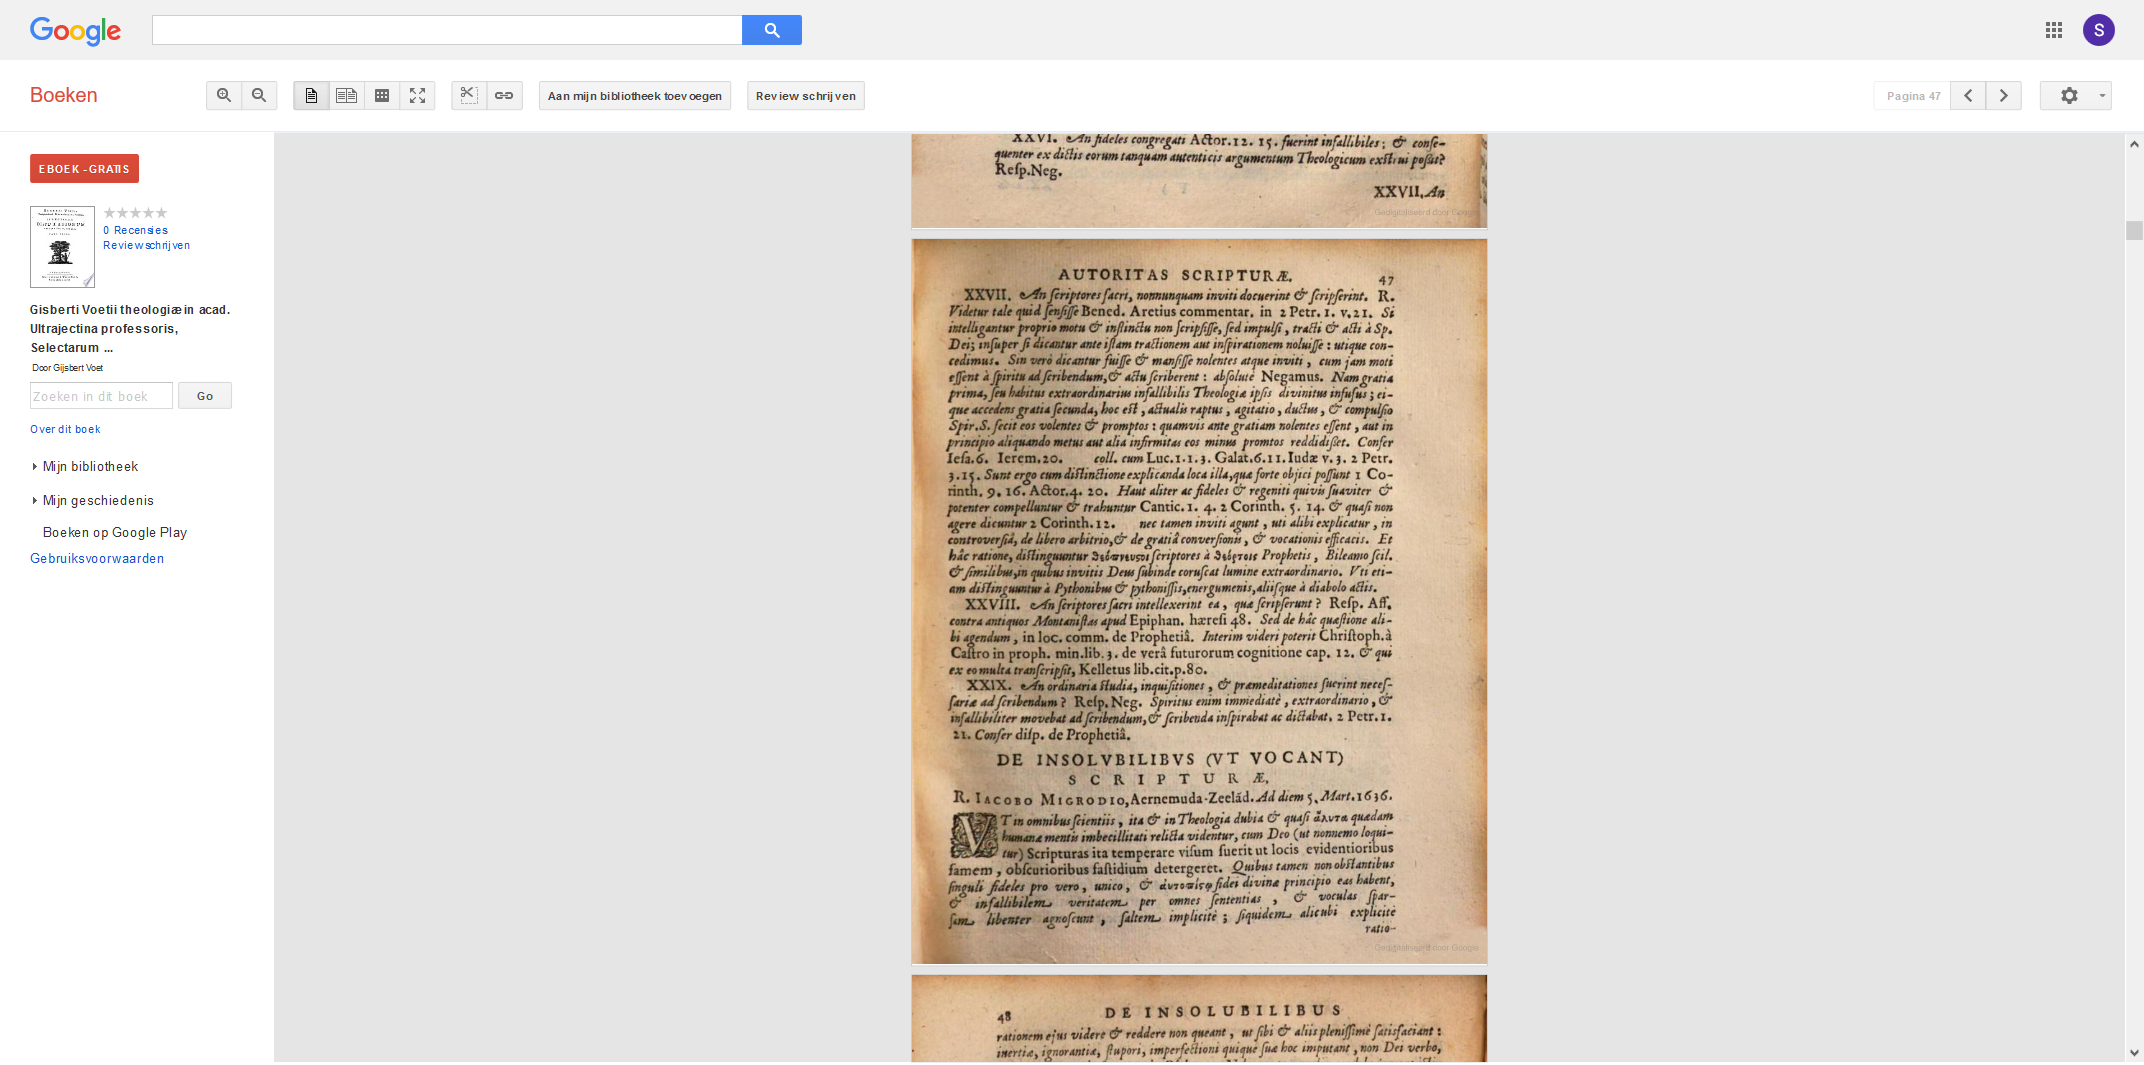 Google
S
Boeken
Aan mijn bibliotheek toevoegen
Review schrijven
Pagina 47
EBOEK - GRATIS
0 Recensies
Review schrijven
Gisberti Voetii theologiæ in acad.
Ultrajectina professoris,
Selectarum ...
Door Gijsbert Voet
Zoeken in dit boek
Go
Over dit boek
Mijn bibliotheek
Mijn geschiedenis
Boeken op Google Play
Gebruiksvoorwaarden
XXVI. An fideles congregati Actor. 12. 15. fuerint infallibiles; & conse-
quenter ex dictis eorum tanquam autenticis argumentum Theologicum exstrui possit?
Resp. Neg.
XXVII. An
Gedigitaliseerd door Google
AUTORITAS SCRIPTURÆ. 47
XXVII. An scriptores sacri, nonnunquam inviti docuerint & scripserint. R.
Videtur tale quid sensisse Bened. Aretius commentar. in 2 Petr. 1. v. 21. Si
intelligantur proprio motu & instinctu non scripsisse, sed impulsi, tracti & acti à Sp.
Dei; insuper si dicantur ante istam tractionem aut inspirationem noluisse: utique con-
cedimus. Sin verò dicantur fuisse & mansisse nolentes atque inviti, cum jam moti
essent à spiritu ad scribendum, & actu scriberent: absolutè Negamus. Nam gratia
prima, seu habitus extraordinarius infallibilis Theologiæ ipsis divinitus infusus; ei-
que accedens gratia secunda, hoc est, actualis raptus, agitatio, ductus, & compulsio
Spir. S. fecit eos volentes & promptos: quamvis ante gratiam nolentes essent, aut in
principio aliquando metus aut alia infirmitas eos minus promtos reddidisset. Confer
Iesa. 6. Ierem. 20. coll. cum Luc. 1. 1. 3. Galat. 6. 11. Iudæ v. 3. 2 Petr.
3. 15. Sunt ergo cum distinctione explicanda loca illa, quæ forte objici possunt 1 Co-
rinth. 9. 16. Actor. 4. 20. Haut aliter ac fideles & regeniti quivis suaviter &
potenter compelluntur & trahuntur Cantic. 1. 4. 2 Corinth. 5. 14. & quasi non
agere dicuntur 2 Corinth. 12. nec tamen inviti agunt, uti alibi explicatur, in
controversiâ, de libero arbitrio, & de gratiâ conversionis, & vocationis efficacis. Et
hâc ratione, distinguuntur θεόπνευστοι scriptores à Prophetis, Bileamo scil.
& similibus, in quibus invitis Deus subinde coruscat lumine extraordinario. Vti eti-
am distinguuntur à Pythonibus & pythonissis, energumenis, aliisque à diabolo actis.
XXVIII. An scriptores sacri intellexerint ea, quæ scripserunt? Resp. Aff.
contra antiquos Montanistas apud Epiphan. hæresi 48. Sed de hâc quæstione ali-
bi agendum, in loc. comm. de Prophetiâ. Interim videri poterit Christoph. à
Castro in proph. min. lib. 3. de verâ futurorum cognitione cap. 12. & qui
ex eo multa transcripsit, Kelletus lib. cit. p. 80.
XXIX. An ordinaria studia, inquisitiones, & præmeditationes fuerint neces-
sariæ ad scribendum? Resp. Neg. Spiritus enim immediatè, extraordinario, &
infallibiliter movebat ad scribendum, & scribenda inspirabat ac dictabat. 2 Petr. 1.
21. Confer disp. de Prophetiâ.
DE INSOLVBILIBVS (VT VOCANT)
SCRIPTURÆ,
R. IACOBO MIGRODIO, Aernemuda-Zeelãd. Ad diem 5. Mart. 1636.
VT in omnibus scientiis, ita & in Theologia dubia & quasi ἄλυτα quædam
humanæ mentis imbecillitati relicta videntur, cum Deo (ut nonnemo loqui-
tur) Scripturas ita temperare visum fuerit ut locis evidentioribus
famem, obscurioribus fastidium detergeret. Quibus tamen non obstantibus
singuli fideles pro vero, unico, & fidei divinæ principio eas habent,
& infallibilem veritatem per omnes sententias, & voculas spar-
sam libenter agnoscunt, saltem implicitè; siquidem alicubi explicitè
ratio-
Gedigitaliseerd door Google
48 DE INSOLUBILIBUS
rationem ejus videre & reddere non queant, ut sibi & aliis plenissimè satisfaciant:
inertiæ, ignorantiæ, stupori, imperfectioni quique suæ hoc imputant, non Dei verbo,